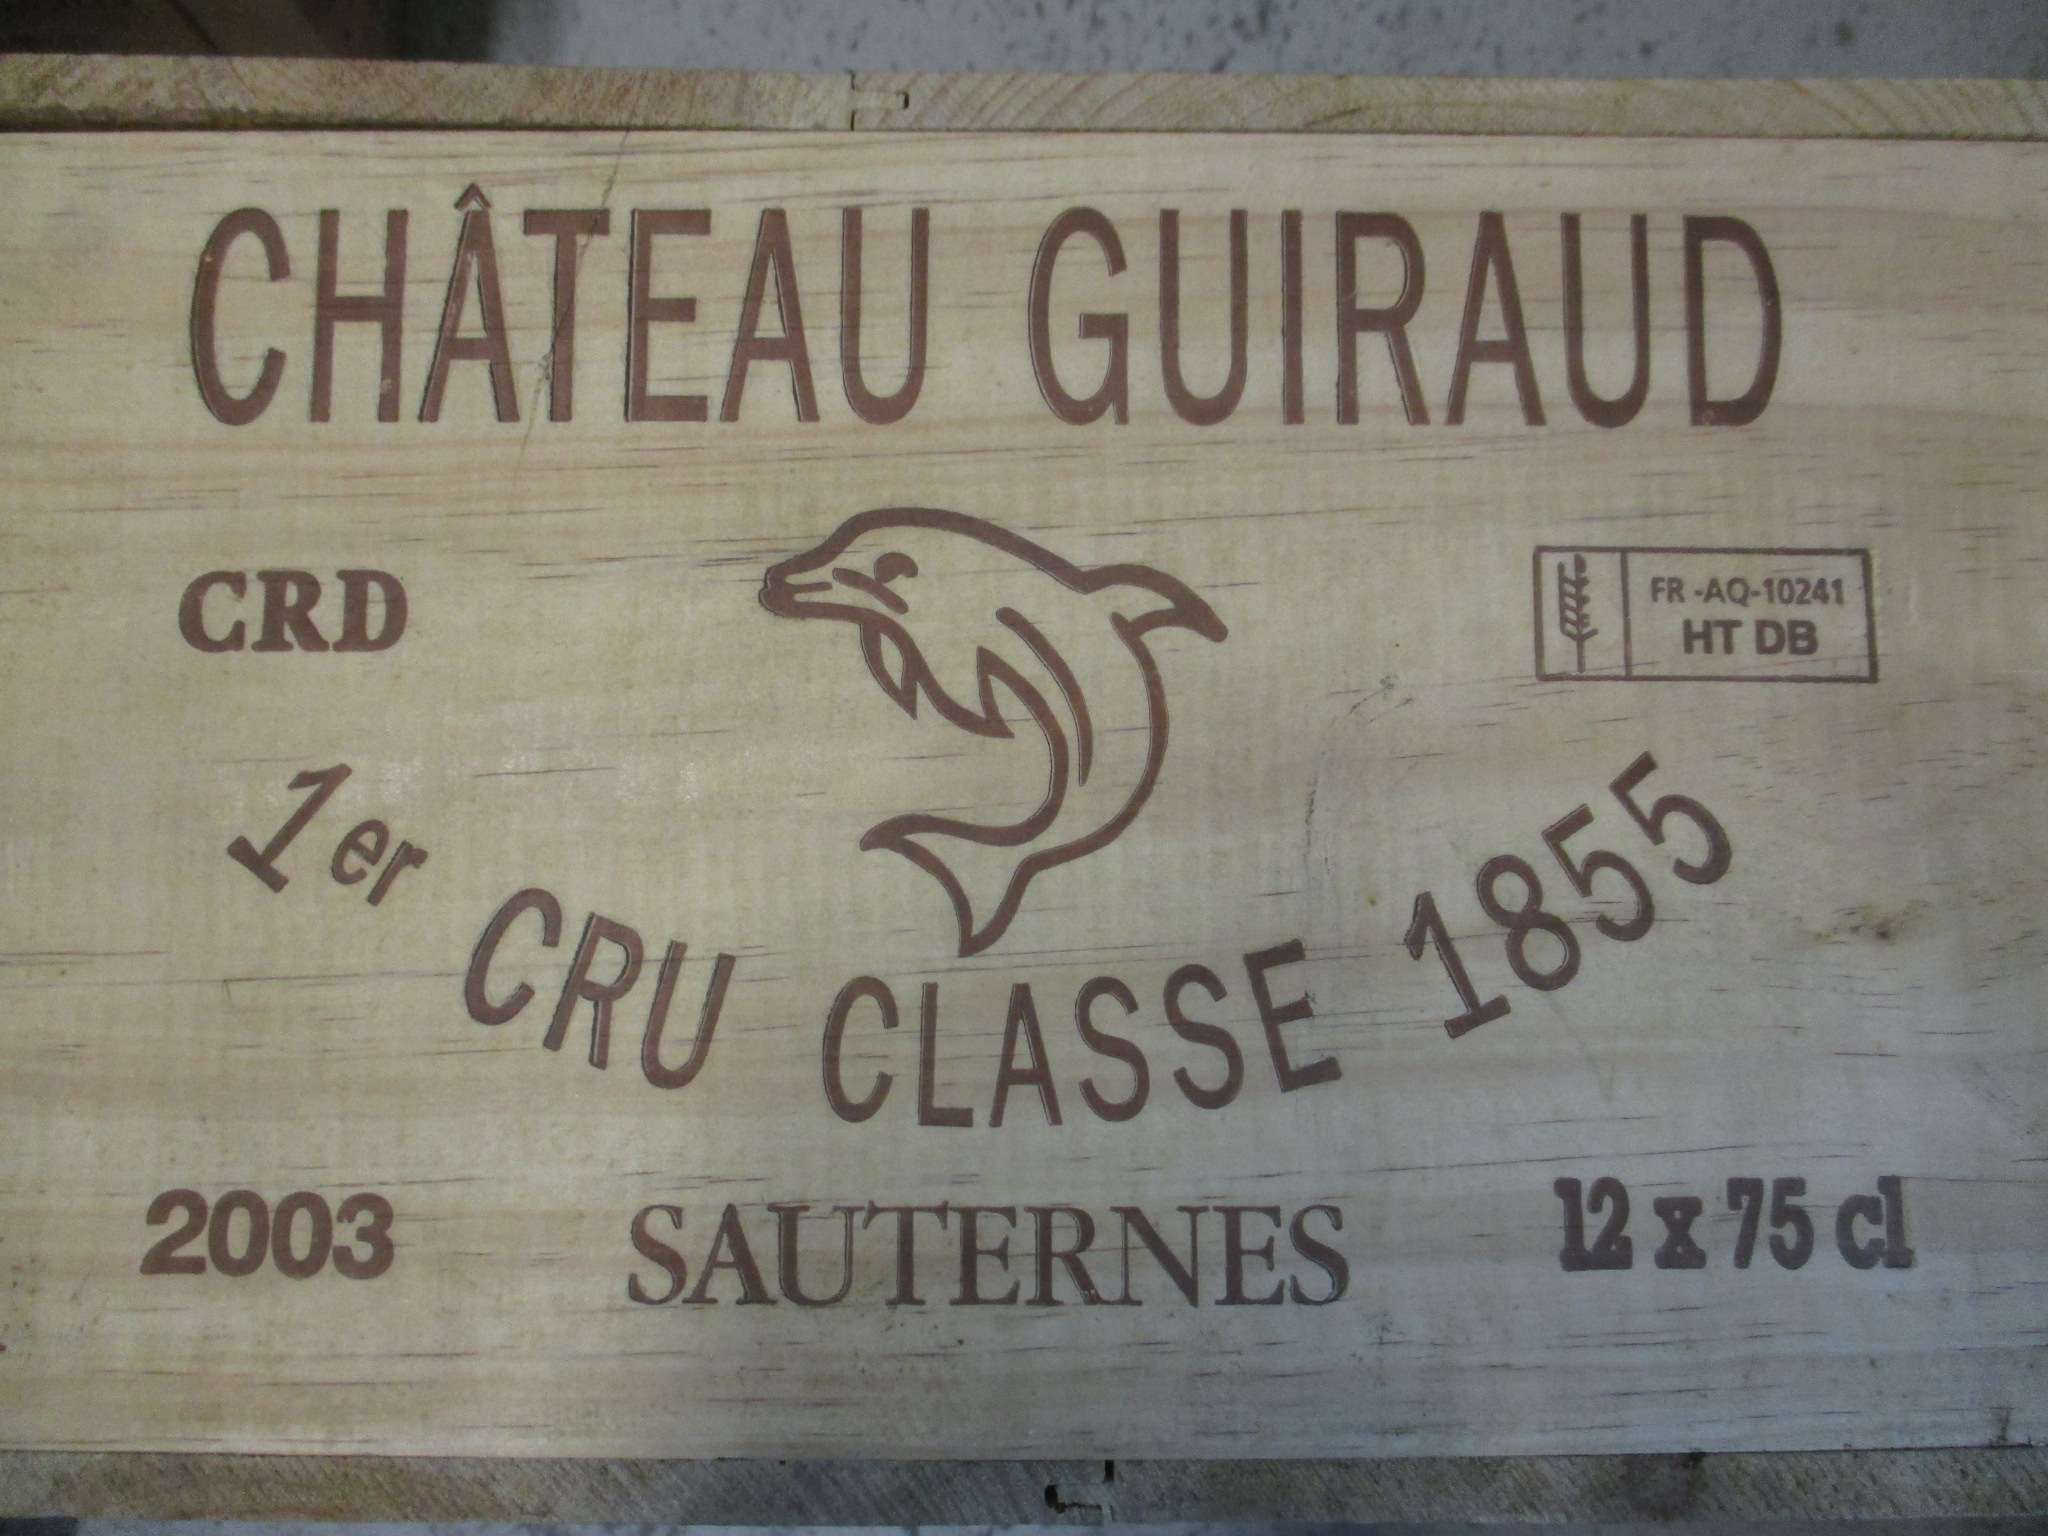 CHÂTEAU GUIRAUD
CRD
FR -AQ-10241
HT DB
1er CRU CLASSE 1855
2003
SAUTERNES
12 x 75 cl